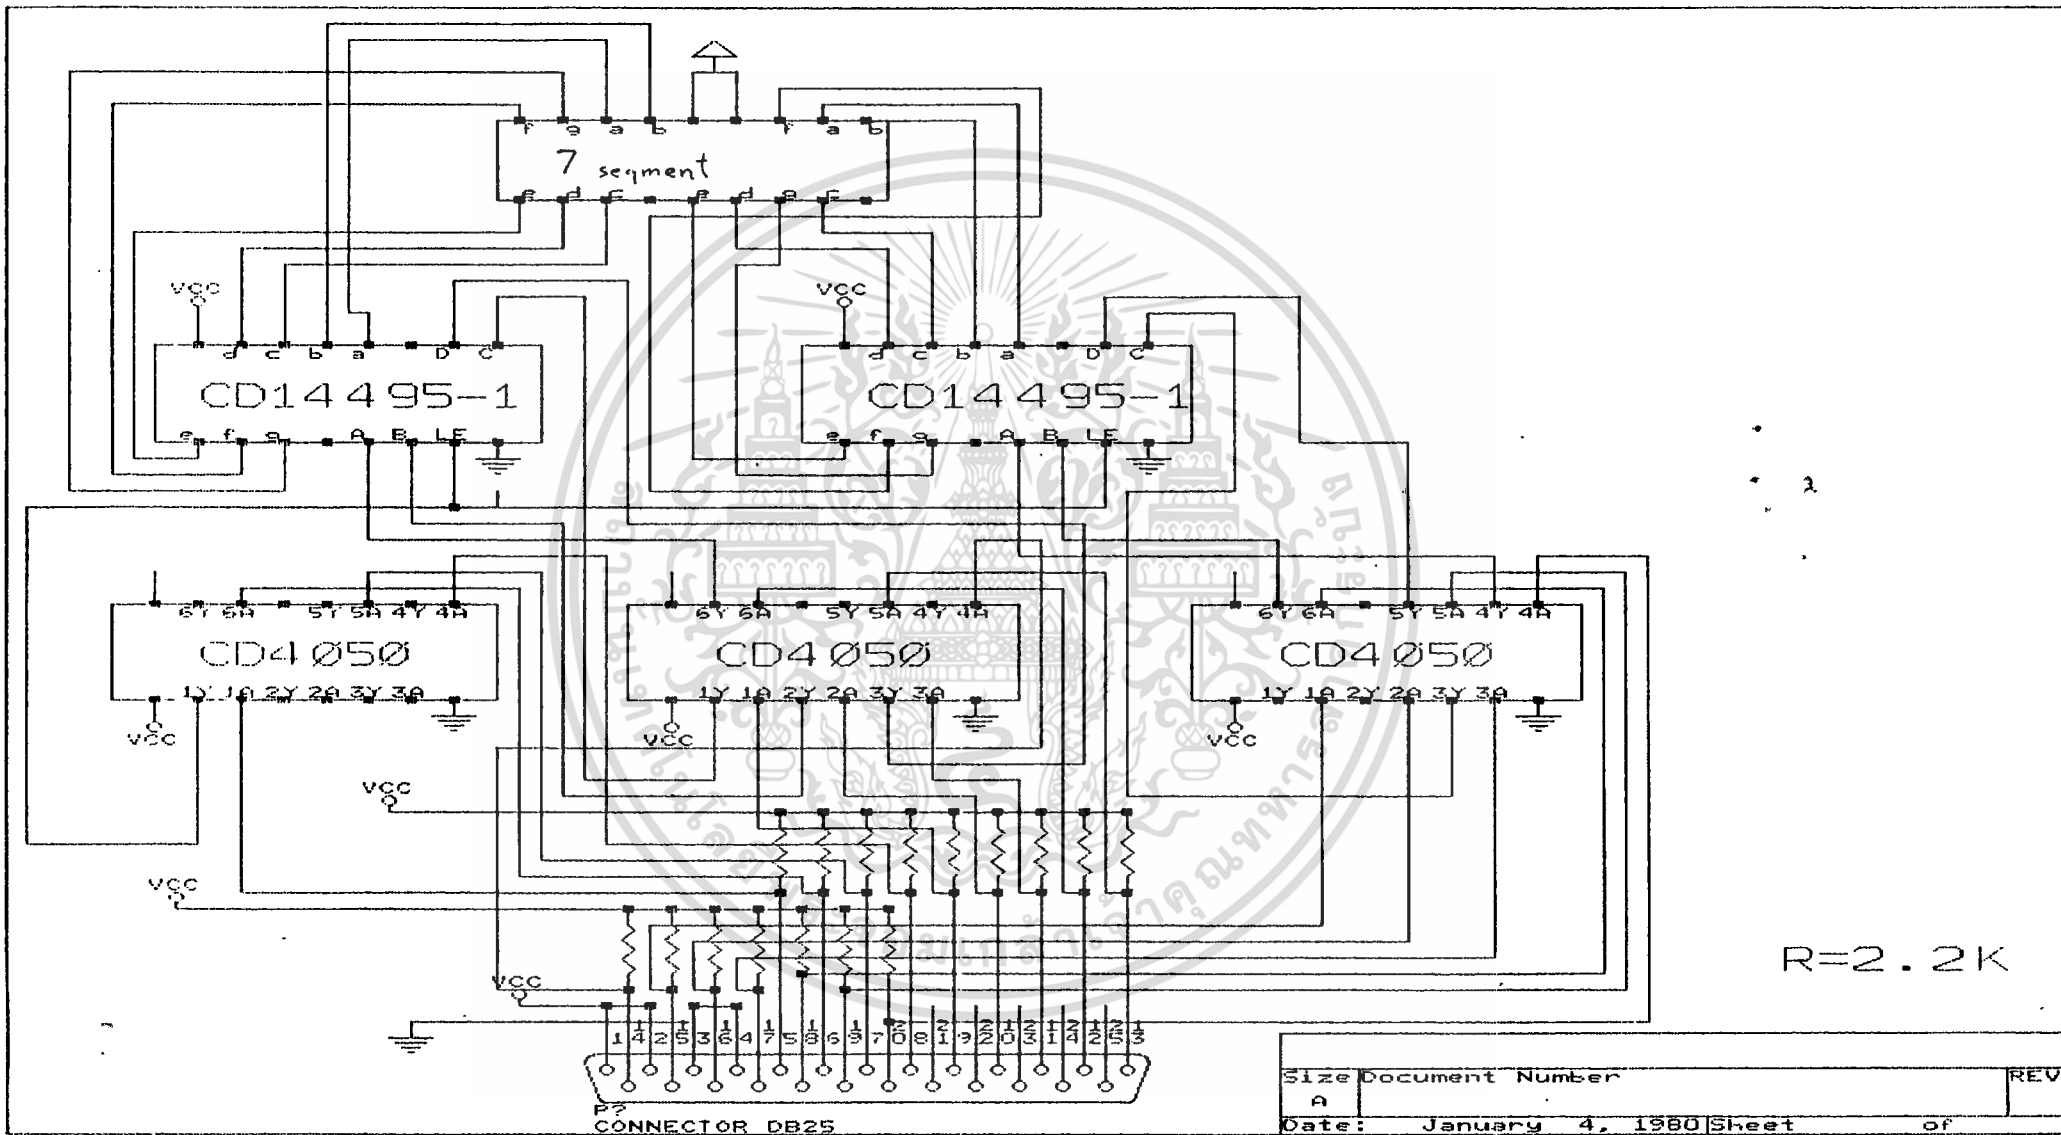 f g a b f a b
7 segment
e d c e d g c
VCC VCC
d c b a D C d c b a D C
CD14495-1 CD14495-1
e f g A B LE e f g A B LE
6Y 6A 5Y 5A 4Y 4A 6Y 6A 5Y 5A 4Y 4A 6Y 6A 5Y 5A 4Y 4A
CD4050 CD4050 CD4050
1Y 1A 2Y 2A 3Y 3A 1Y 1A 2Y 2A 3Y 3A 1Y 1A 2Y 2A 3Y 3A
VCC VCC VCC
VCC
VCC
VCC
R=2.2K
1 14 2 15 3 16 4 17 5 18 6 19 7 20 8 21 9 22 10 23 11 24 12 25 13
P?
CONNECTOR DB25
Size Document Number REV
A
Date: January 4, 1980 Sheet of